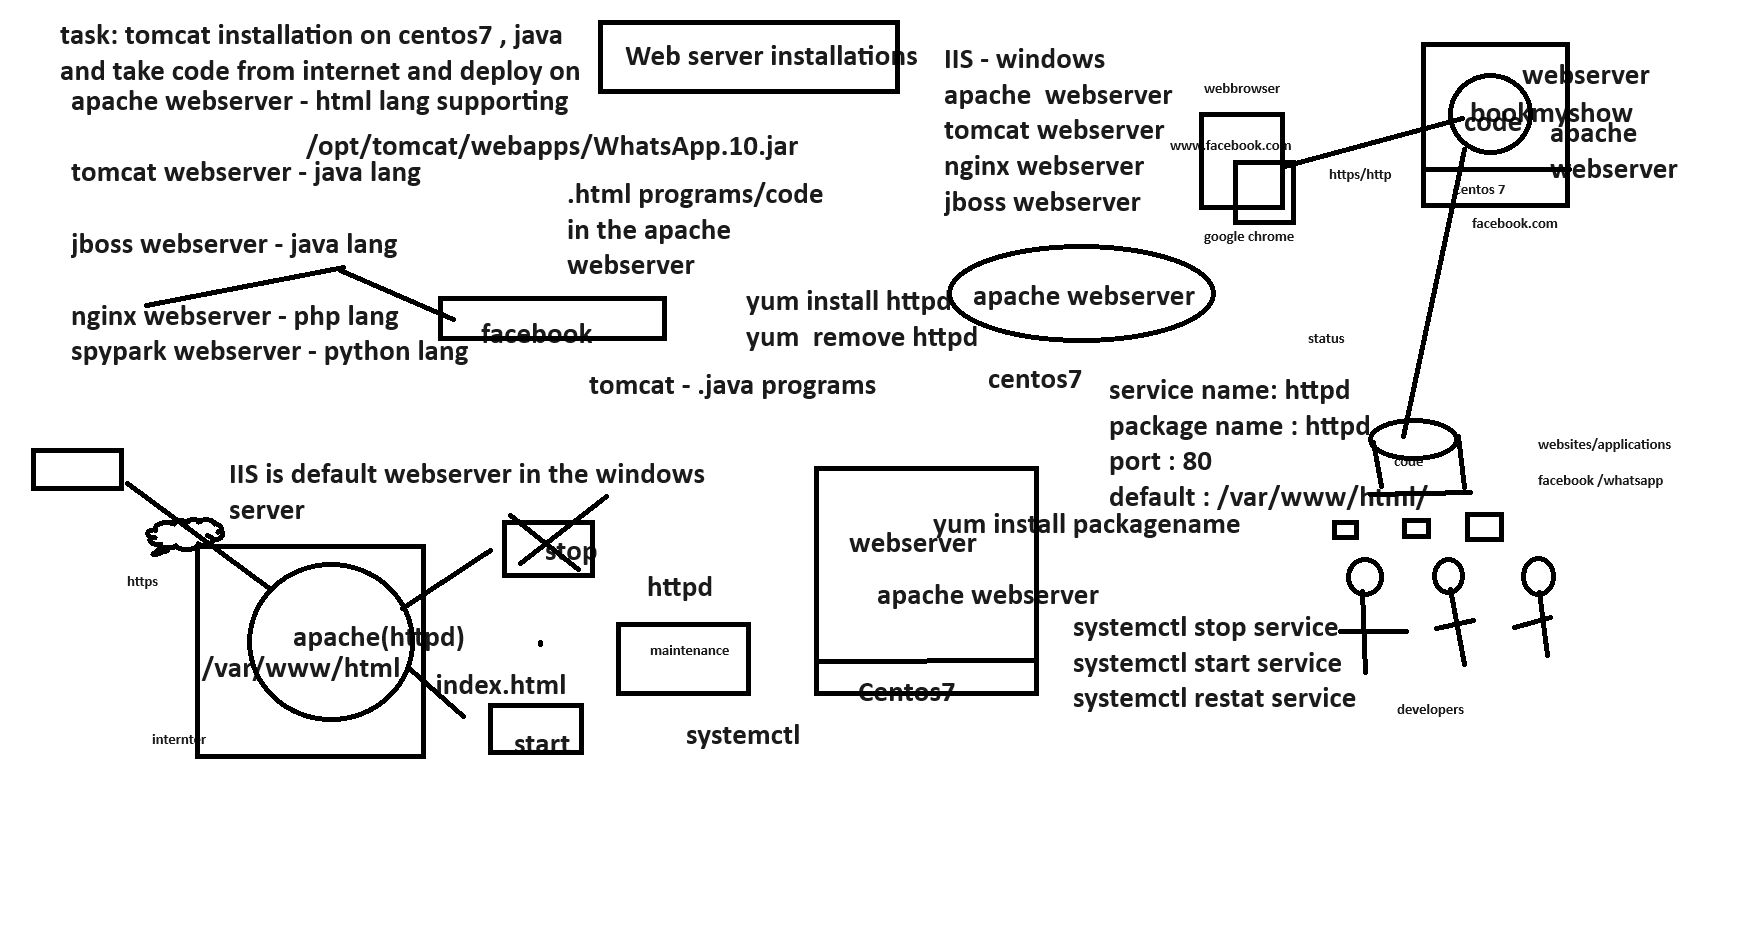 task: tomcat installation on centos7 , java
and take code from internet and deploy on
apache webserver - html lang supporting
/opt/tomcat/webapps/WhatsApp.10.jar
tomcat webserver - java lang
jboss webserver - java lang
nginx webserver - php lang
spypark webserver - python lang
facebook
Web server installations
.html programs/code
in the apache
webserver
yum install httpd
yum  remove httpd
tomcat - .java programs
IIS - windows
apache  webserver
tomcat webserver
nginx webserver
jboss webserver
apache webserver
centos7
webbrowser
www.facebook.com
google chrome
https/http
webserver
bookmyshow
code
apache
webserver
Centos 7
facebook.com
status
service name: httpd
package name : httpd
port : 80
default : /var/www/html/
code
websites/applications
facebook /whatsapp
IIS is default webserver in the windows
server
stop
https
apache(httpd)
/var/www/html
index.html
start
internter
httpd
maintenance
systemctl
yum install packagename
webserver
apache webserver
Centos7
systemctl stop service
systemctl start service
systemctl restat service
developers